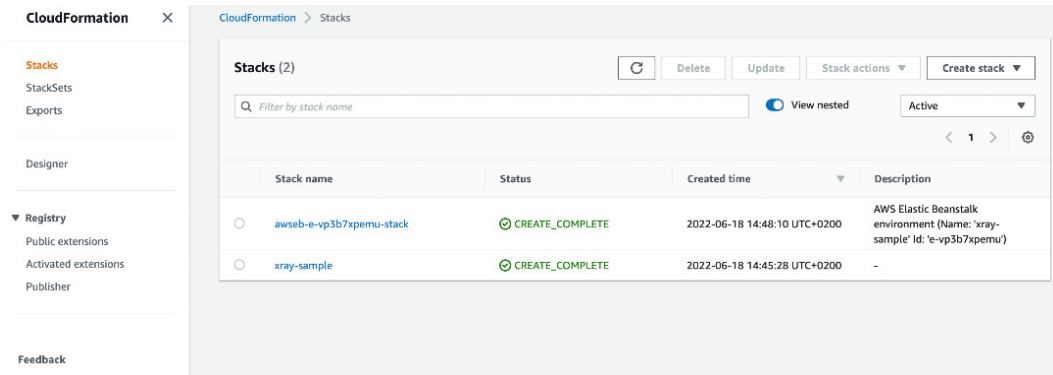 CloudFormation
Stacks
StackSets
Exports
Designer
Registry
Public extensions
Activated extensions
Publisher
Feedback
CloudFormation > Stacks
Stacks (2)
Delete Update Stack actions Create stack
Filter by stack name View nested Active
1
Stack name Status Created time Description
awseb-e-vp3b7xpemu-stack CREATE_COMPLETE 2022-06-18 14:48:10 UTC+0200 AWS Elastic Beanstalk
environment (Name: 'xray-
sample' Id: 'e-vp3b7xpemu')
xray-sample CREATE_COMPLETE 2022-06-18 14:45:28 UTC+0200 -